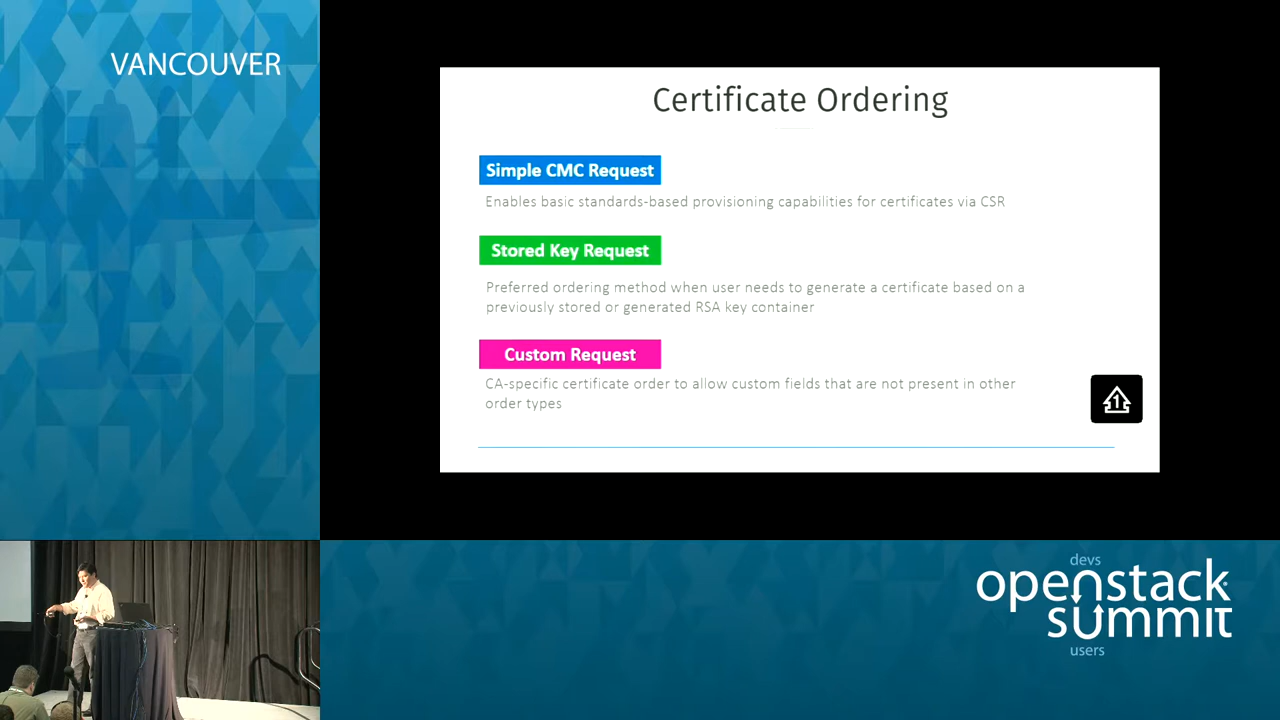 VANCOUVER
Certificate Ordering
Simple CMC Request
Enables basic standards-based provisioning capabilities for certificates via CSR
Stored Key Request
Preferred ordering method when user needs to generate a certificate based on a
previously stored or generated RSA key container
Custom Request
CA-specific certificate order to allow custom fields that are not present in other
order types
1
devs
openstack
summit
users